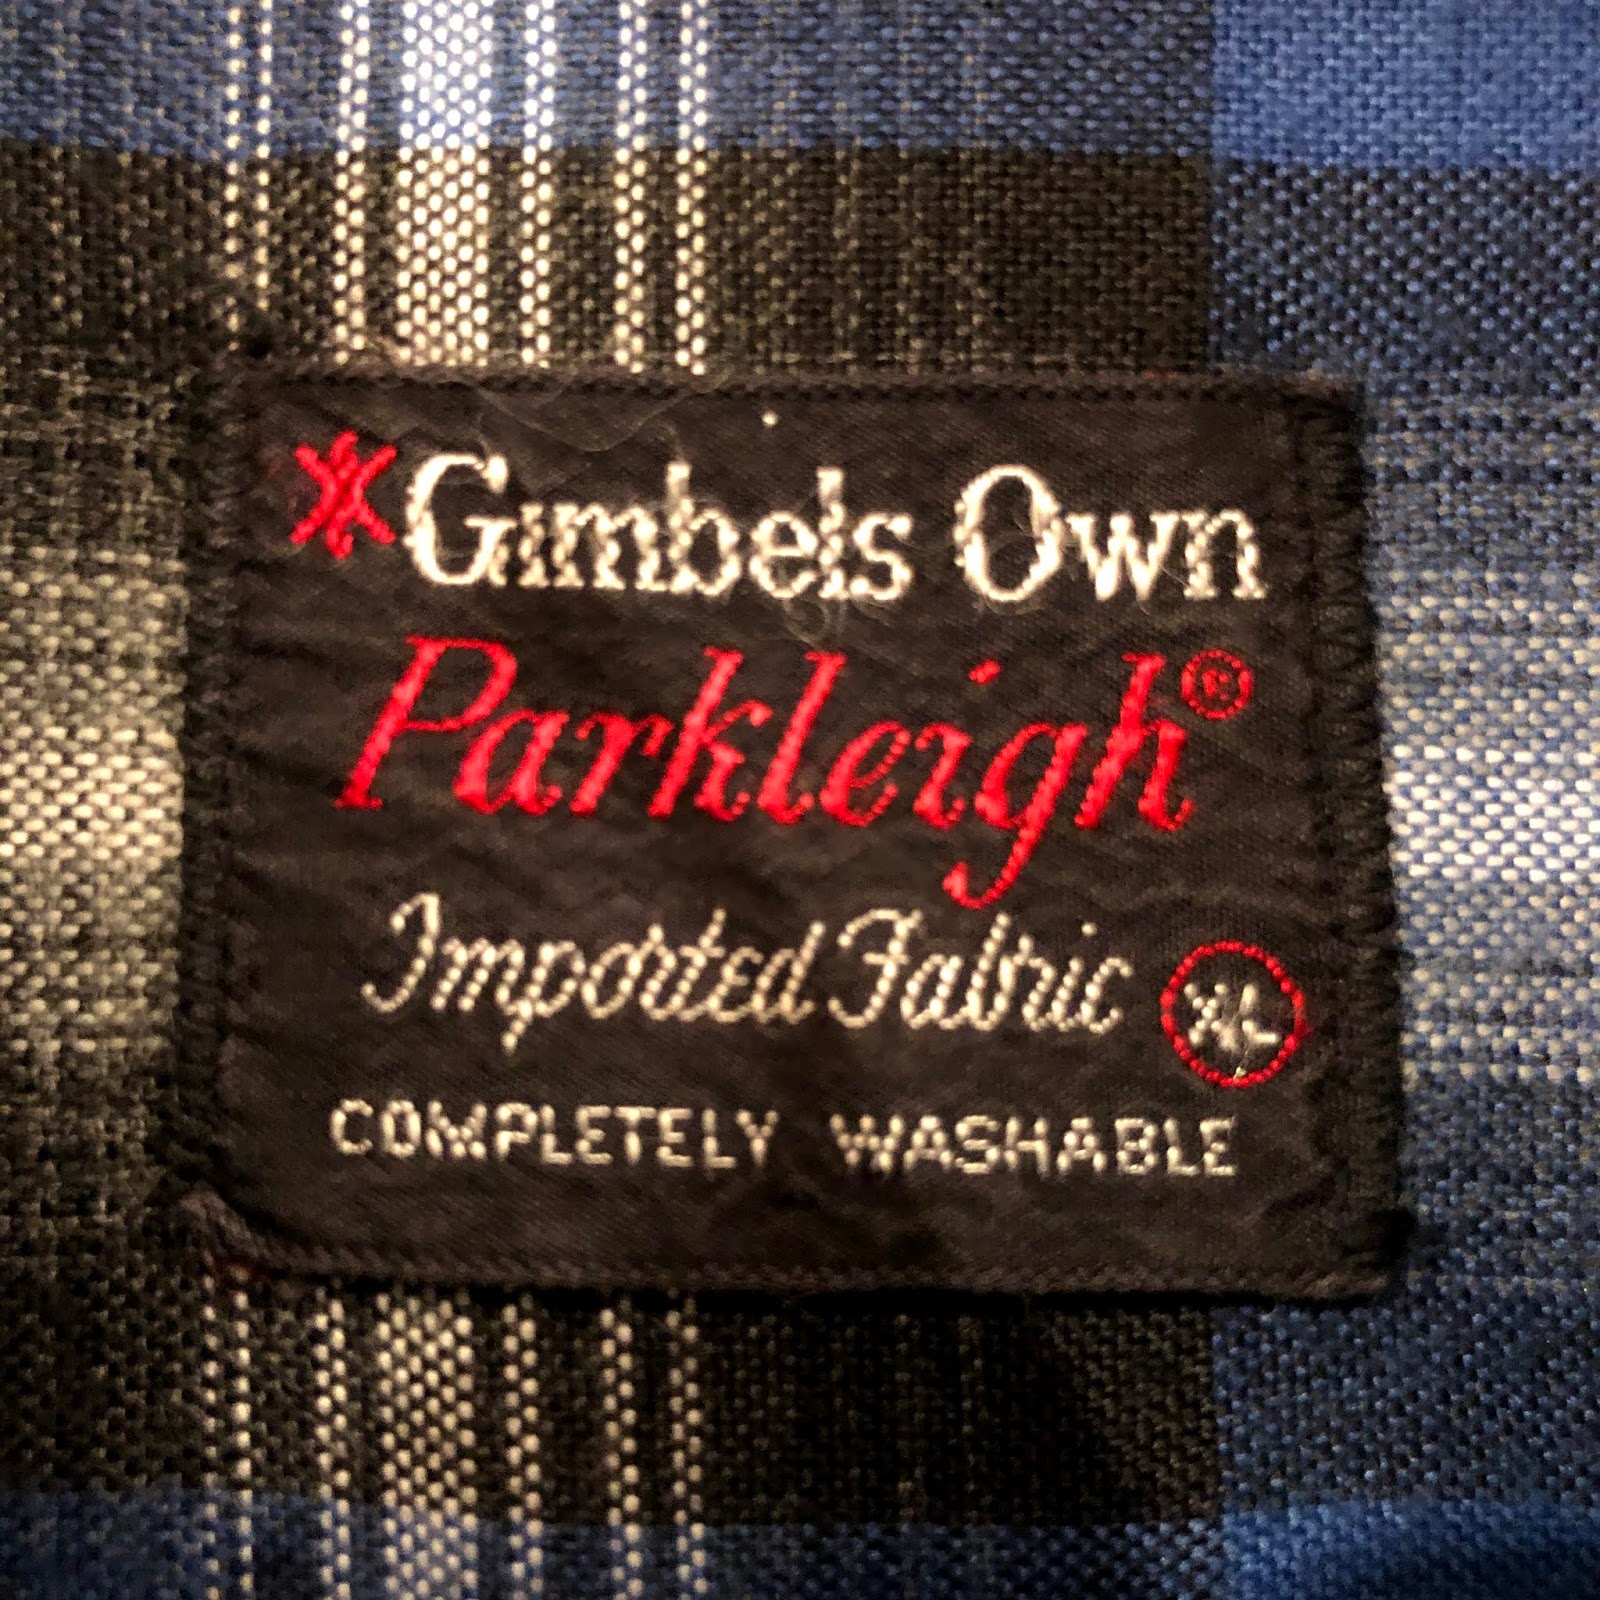 *Gimbels Own
Parkleigh®
Imported Fabric XL
COMPLETELY WASHABLE